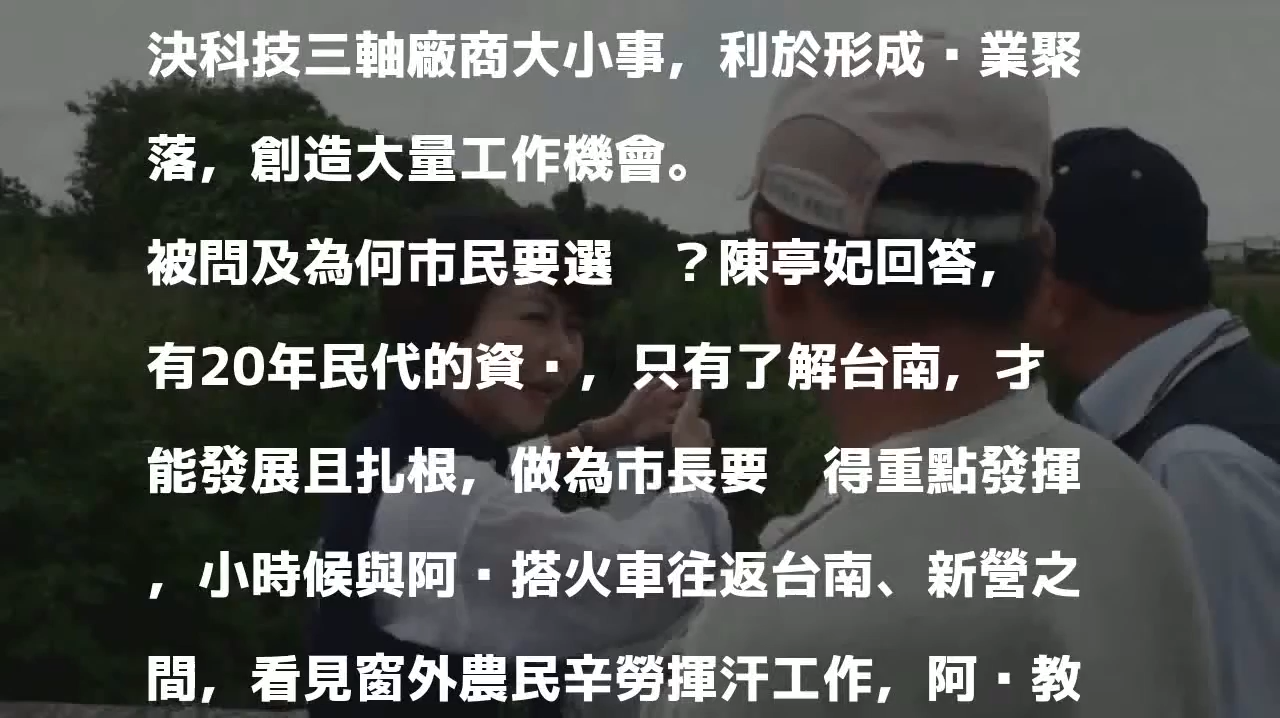 決科技三軸廠商大小事，利於形成▪業聚
落，創造大量工作機會。
被問及為何市民要選　？陳亭妃回答，
有20年民代的資▪，只有了解台南，才
能發展且扎根，做為市長要　得重點發揮
，小時候與阿▪搭火車往返台南、新營之
間，看見窗外農民辛勞揮汗工作，阿▪教